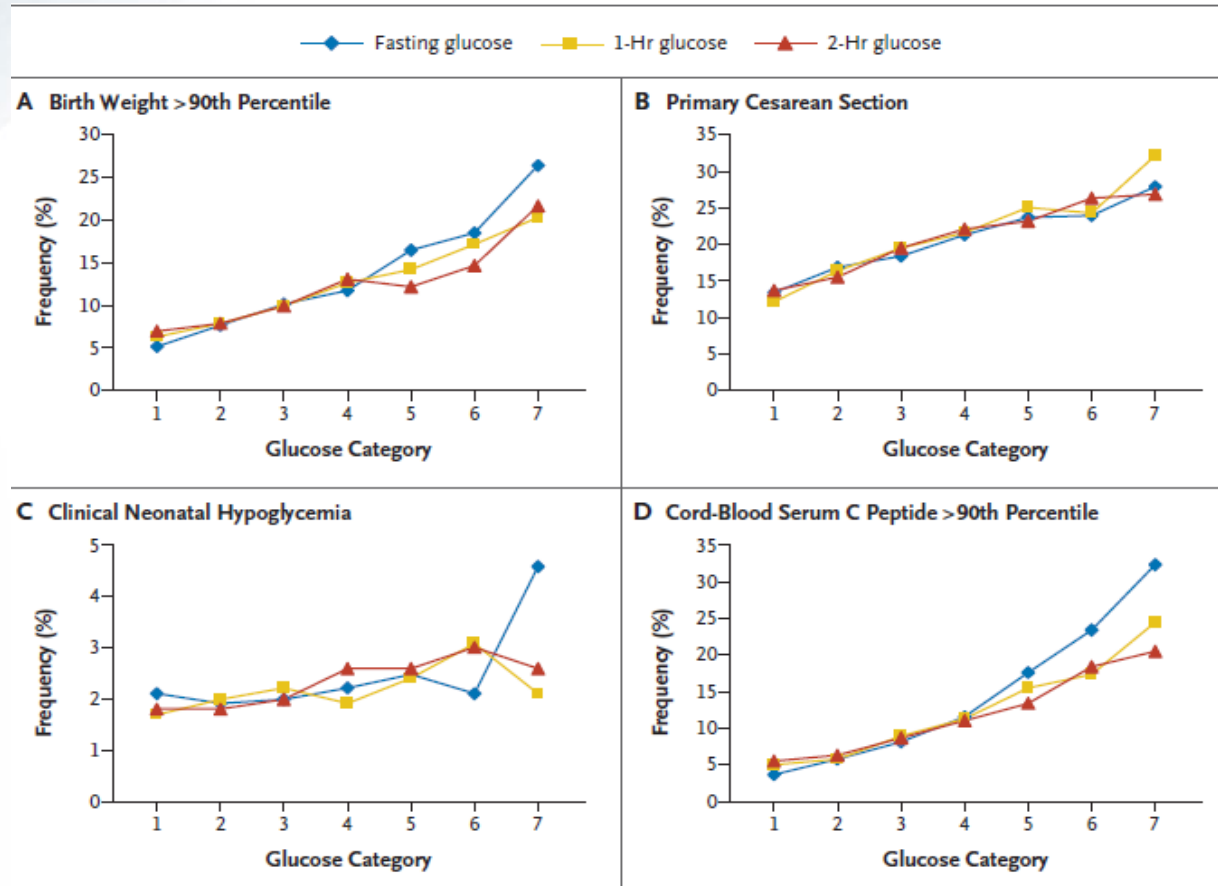 Fasting glucose 1-Hr glucose 2-Hr glucose
A Birth Weight >90th Percentile
30
25
20
15
10
5
0
Frequency (%)
1 2 3 4 5 6 7
Glucose Category
B Primary Cesarean Section
35
30
25
20
15
10
5
0
Frequency (%)
1 2 3 4 5 6 7
Glucose Category
C Clinical Neonatal Hypoglycemia
5
4
3
2
1
0
Frequency (%)
1 2 3 4 5 6 7
Glucose Category
D Cord-Blood Serum C Peptide >90th Percentile
35
30
25
20
15
10
5
0
Frequency (%)
1 2 3 4 5 6 7
Glucose Category